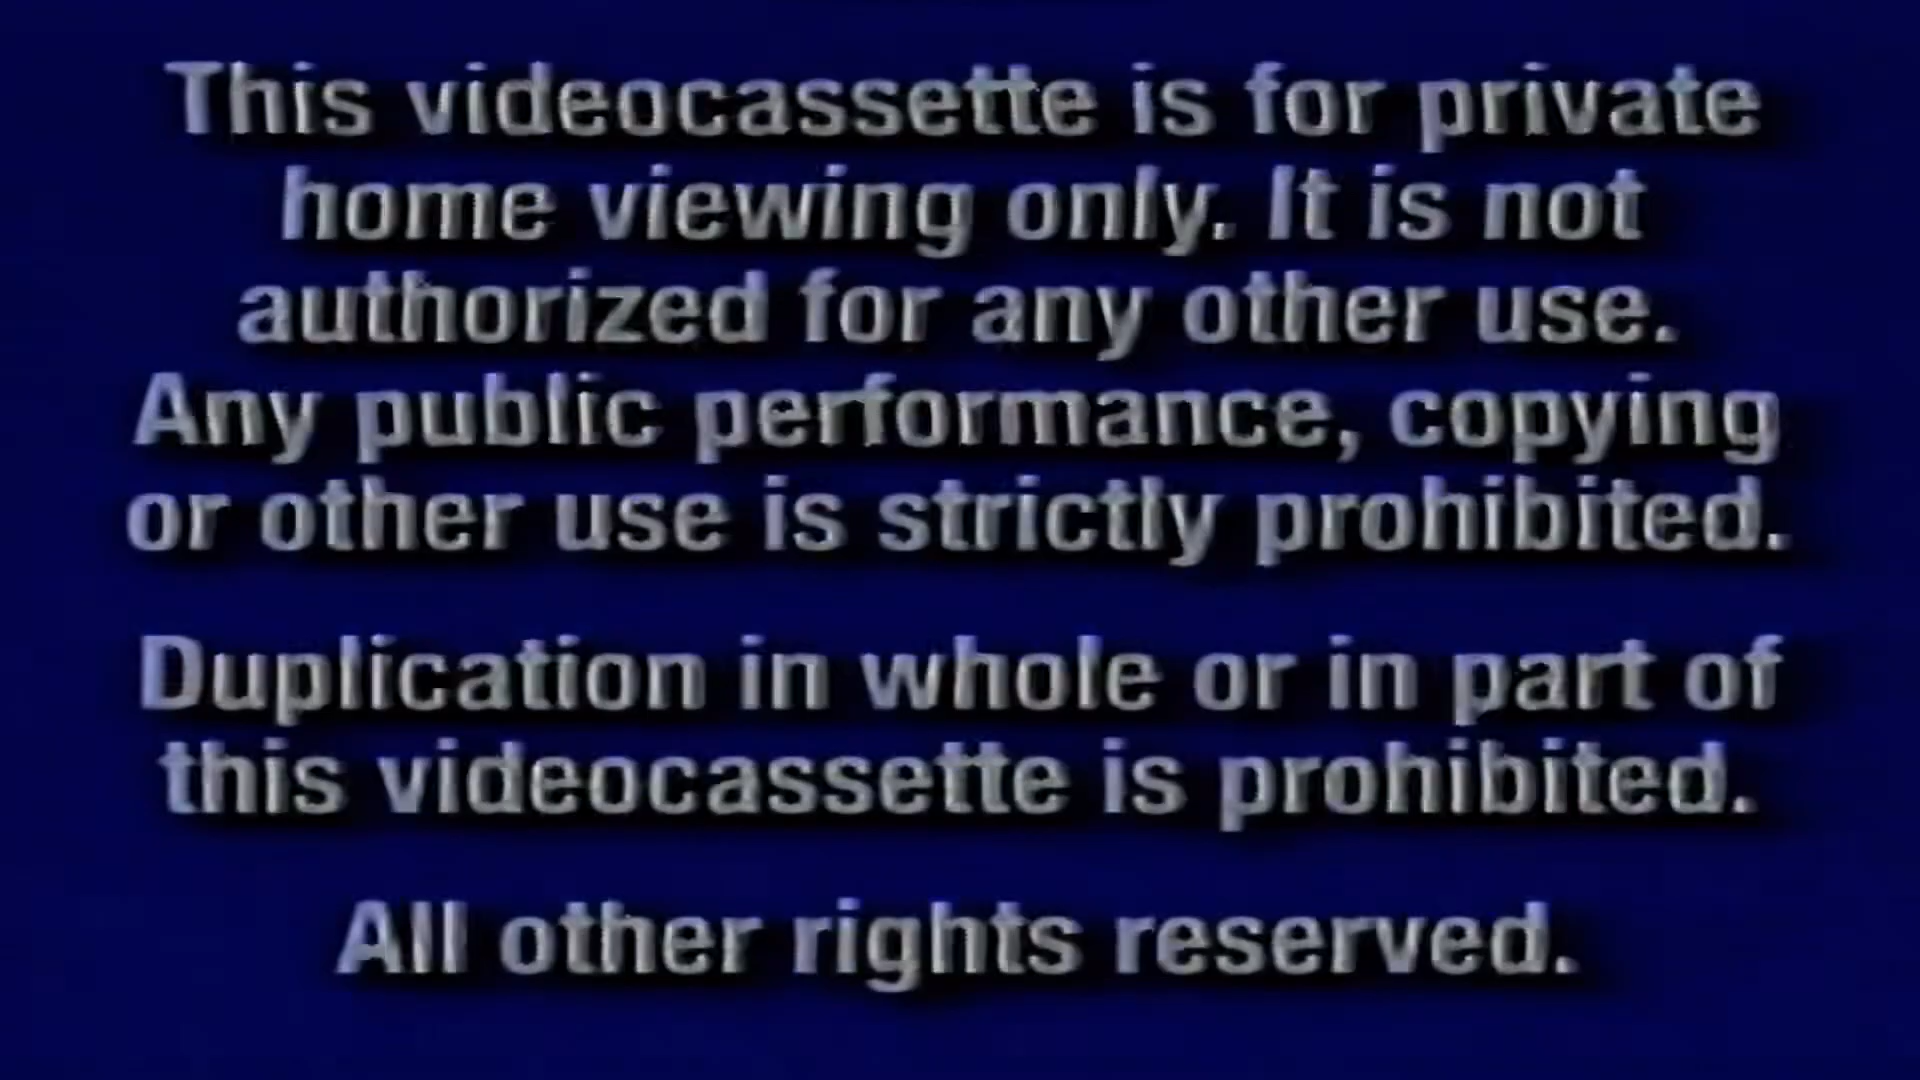 This videocassette is for private
home viewing only. It is not
authorized for any other use.
Any public performance, copying
or other use is strictly prohibited.
Duplication in whole or in part of
this videocassette is prohibited.
All other rights reserved.